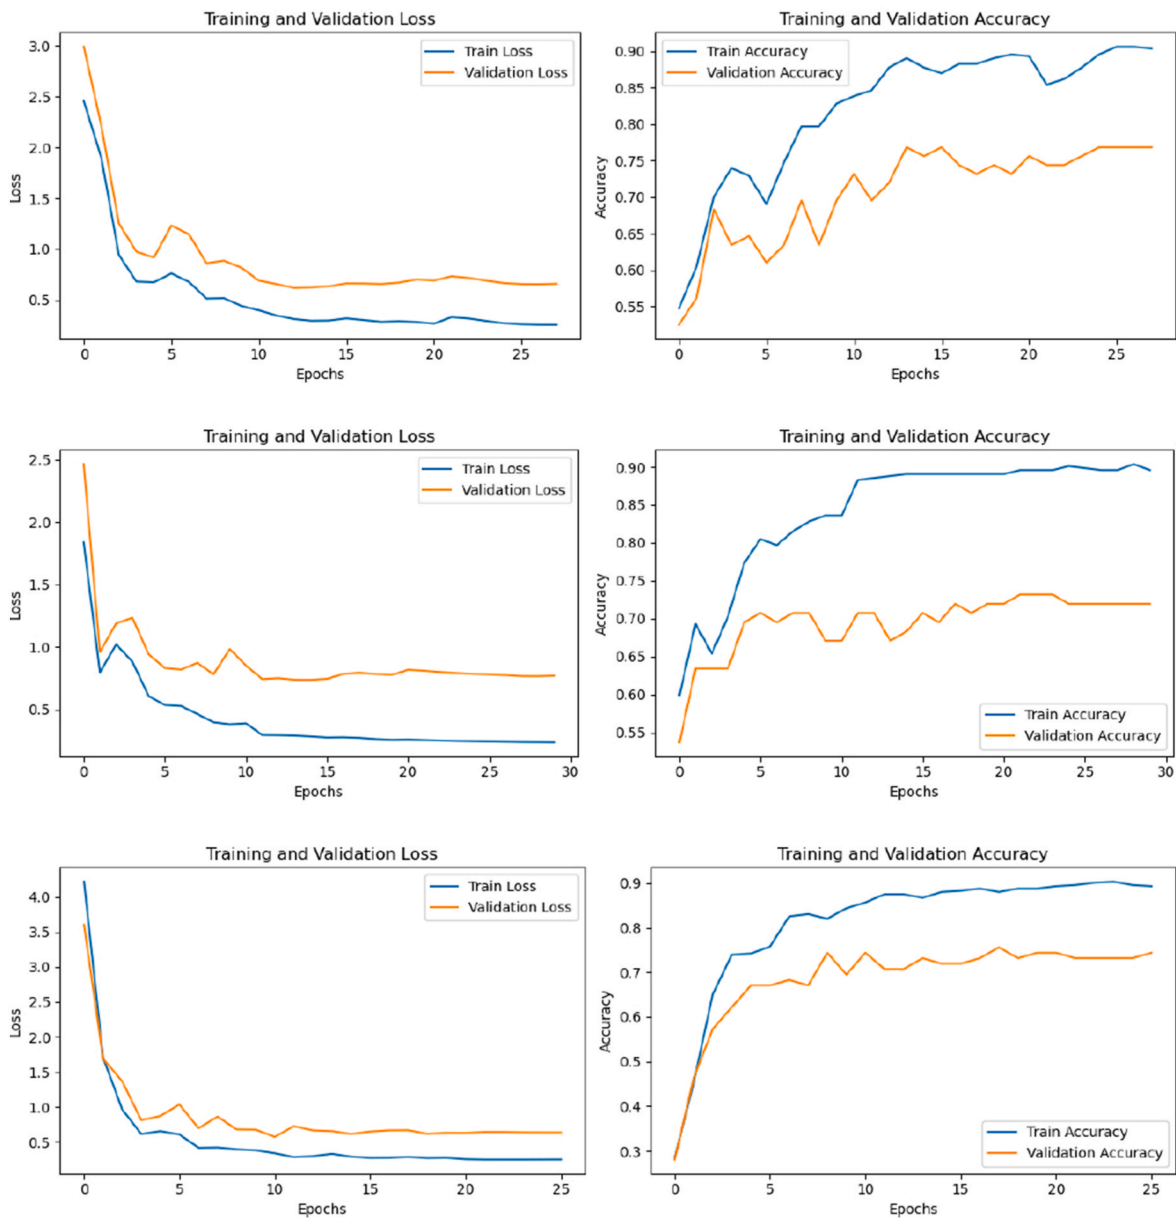 Training and Validation Loss
Train Loss
Validation Loss
3.0
2.5
2.0
1.5
1.0
0.5
Loss
0 5 10 15 20 25
Epochs
Training and Validation Accuracy
Train Accuracy
Validation Accuracy
0.90
0.85
0.80
0.75
0.70
0.65
0.60
0.55
Accuracy
0 5 10 15 20 25
Epochs
Training and Validation Loss
Train Loss
Validation Loss
2.5
2.0
1.5
1.0
0.5
Loss
0 5 10 15 20 25 30
Epochs
Training and Validation Accuracy
0.90
0.85
0.80
0.75
0.70
0.65
0.60
0.55
Accuracy
Train Accuracy
Validation Accuracy
0 5 10 15 20 25 30
Epochs
Training and Validation Loss
Train Loss
Validation Loss
4.0
3.5
3.0
2.5
2.0
1.5
1.0
0.5
Loss
0 5 10 15 20 25
Epochs
Training and Validation Accuracy
0.9
0.8
0.7
0.6
0.5
0.4
0.3
Accuracy
Train Accuracy
Validation Accuracy
0 5 10 15 20 25
Epochs